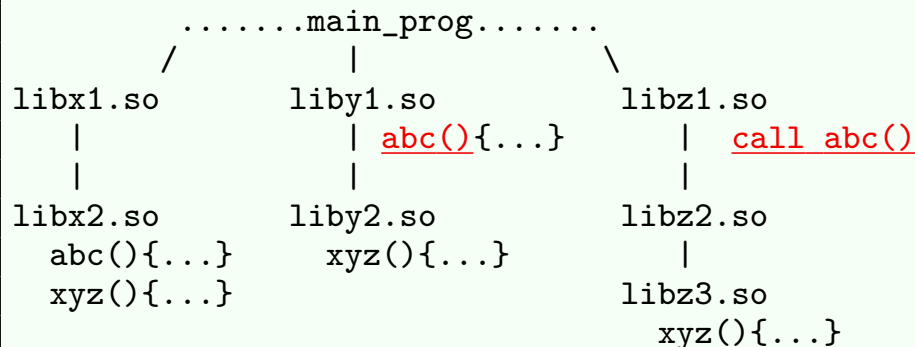 .......main_prog.......
/ | \
libx1.so liby1.so libz1.so
| | abc(){...} | call abc()
| | |
libx2.so liby2.so libz2.so
abc(){...} xyz(){...} |
xyz(){...} libz3.so
xyz(){...}